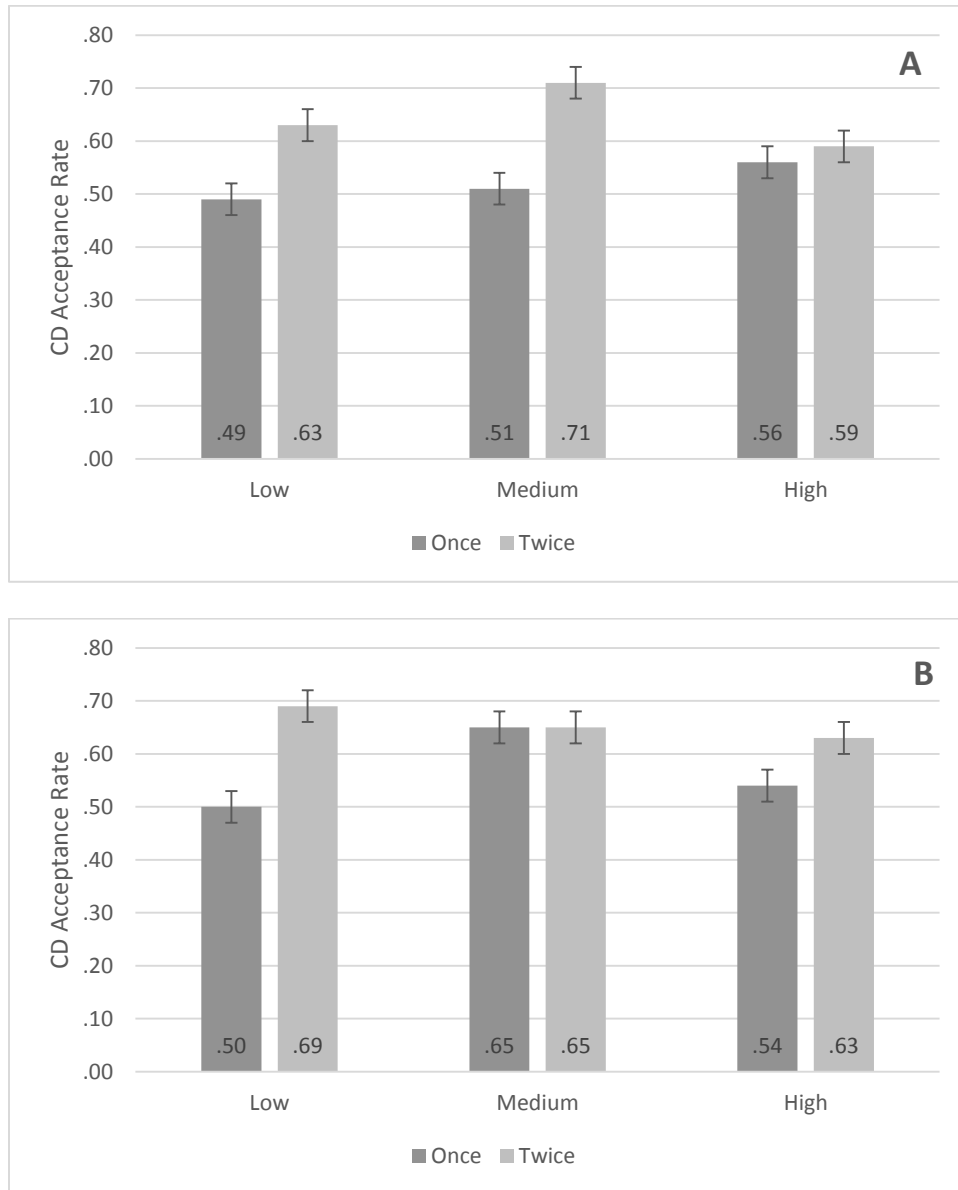 A
.80
.70
.60
.50
.40
.30
.20
.10
.00
CD Acceptance Rate
.49 .63 .51 .71 .56 .59
Low Medium High
Once Twice
B
.80
.70
.60
.50
.40
.30
.20
.10
.00
CD Acceptance Rate
.50 .69 .65 .65 .54 .63
Low Medium High
Once Twice